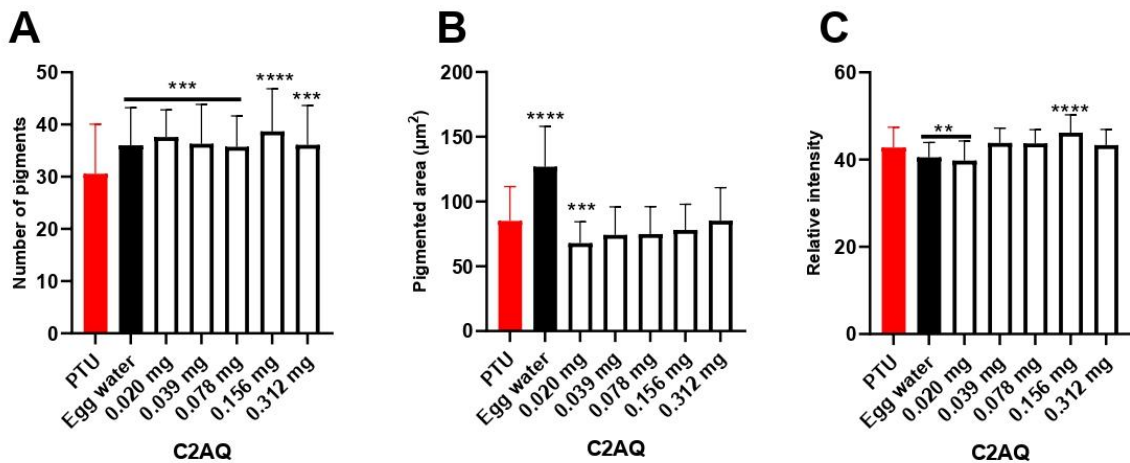 A
Number of pigments
50
40
30
20
10
0
***
****
***
PTU
Egg water
0.020 mg
0.039 mg
0.078 mg
0.156 mg
0.312 mg
C2AQ
B
Pigmented area (µm²)
200
150
100
50
0
****
***
PTU
Egg water
0.020 mg
0.039 mg
0.078 mg
0.156 mg
0.312 mg
C2AQ
C
Relative intensity
60
40
20
0
**
****
PTU
Egg water
0.020 mg
0.039 mg
0.078 mg
0.156 mg
0.312 mg
C2AQ